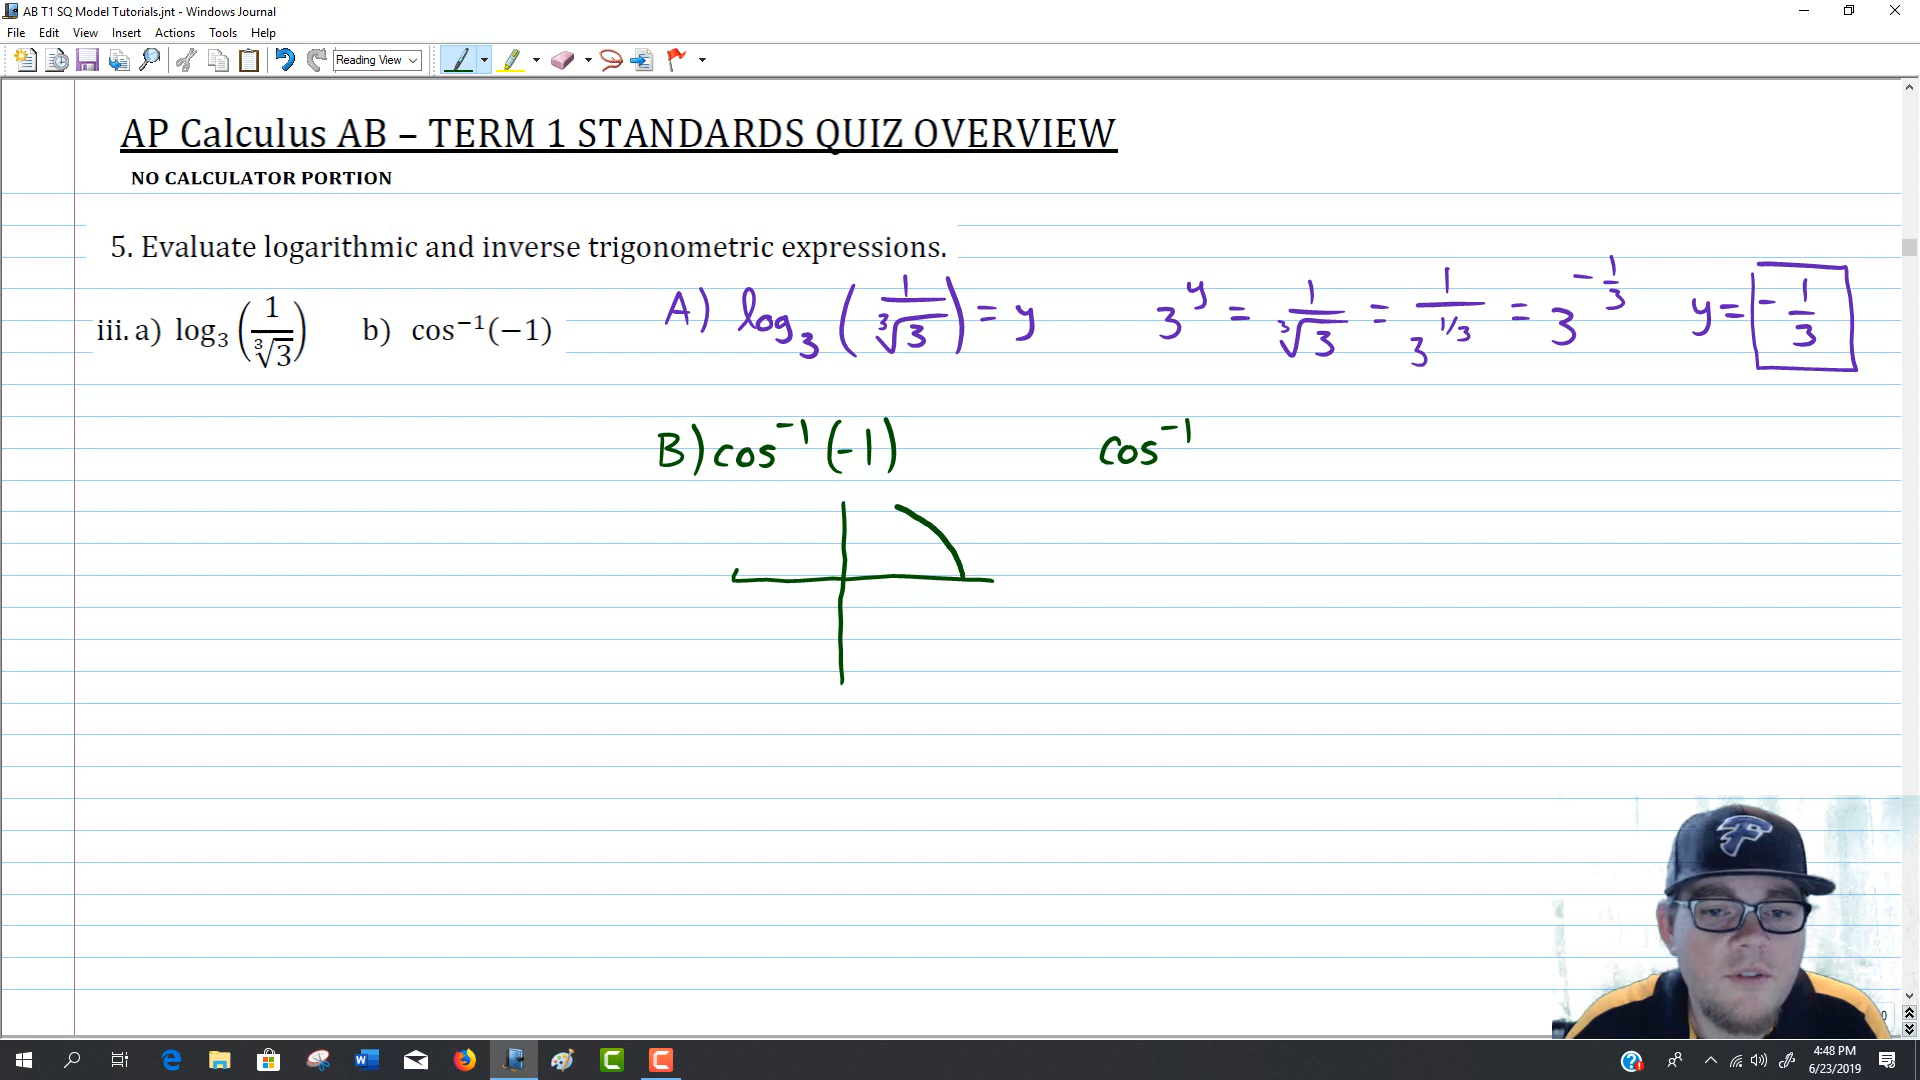 AB T1 SQ Model Tutorials.jnt - Windows Journal
File Edit View Insert Actions Tools Help
Reading View
AP Calculus AB – TERM 1 STANDARDS QUIZ OVERVIEW
NO CALCULATOR PORTION
5. Evaluate logarithmic and inverse trigonometric expressions.
iii. a) log₃(1/∛3) b) cos⁻¹(−1)
A) log₃(1/∛3) = y 3^y = 1/∛3 = 1/3^(1/3) = 3^(-1/3) y = -1/3
B) cos⁻¹(-1) cos⁻¹
4:48 PM
6/23/2019